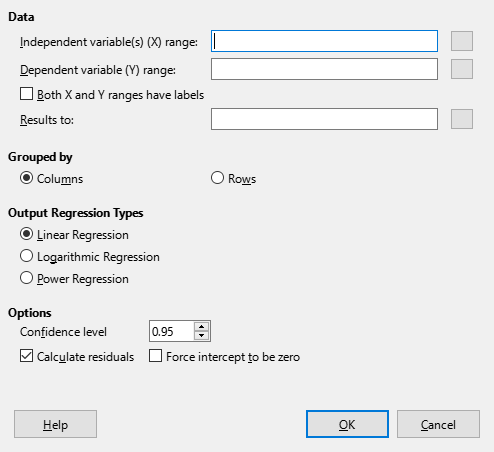 Data
Independent variable(s) (X) range:
Dependent variable (Y) range:
Both X and Y ranges have labels
Results to:
Grouped by
Columns Rows
Output Regression Types
Linear Regression
Logarithmic Regression
Power Regression
Options
Confidence level 0.95
Calculate residuals Force intercept to be zero
Help OK Cancel